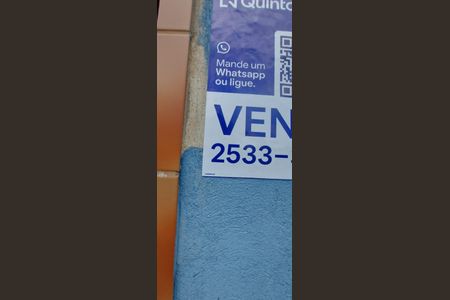 Quinto
Mande um
Whatsapp
ou ligue.
VEN
2533-